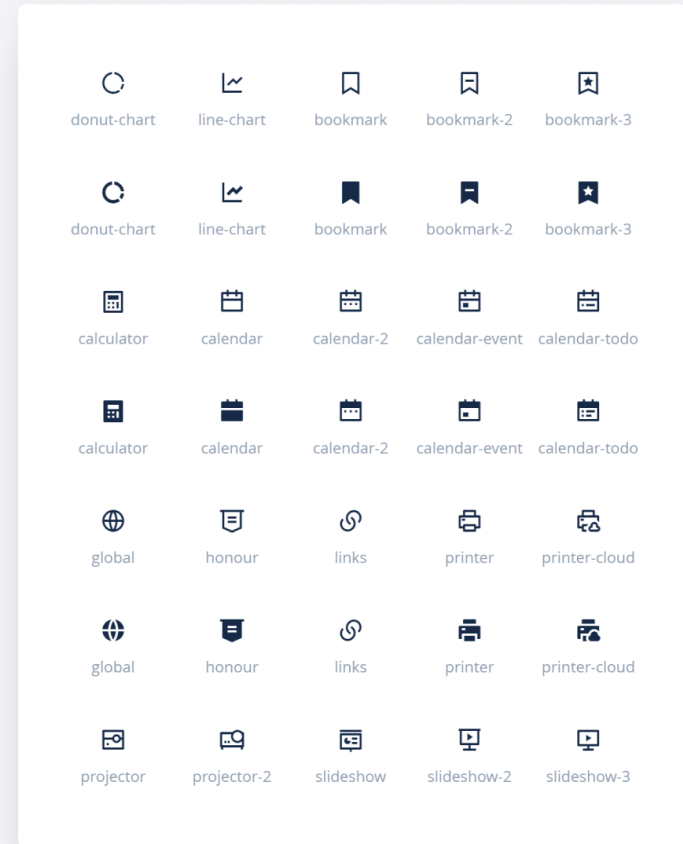 donut-chart line-chart bookmark bookmark-2 bookmark-3
donut-chart line-chart bookmark bookmark-2 bookmark-3
calculator calendar calendar-2 calendar-event calendar-todo
calculator calendar calendar-2 calendar-event calendar-todo
global honour links printer printer-cloud
global honour links printer printer-cloud
projector projector-2 slideshow slideshow-2 slideshow-3